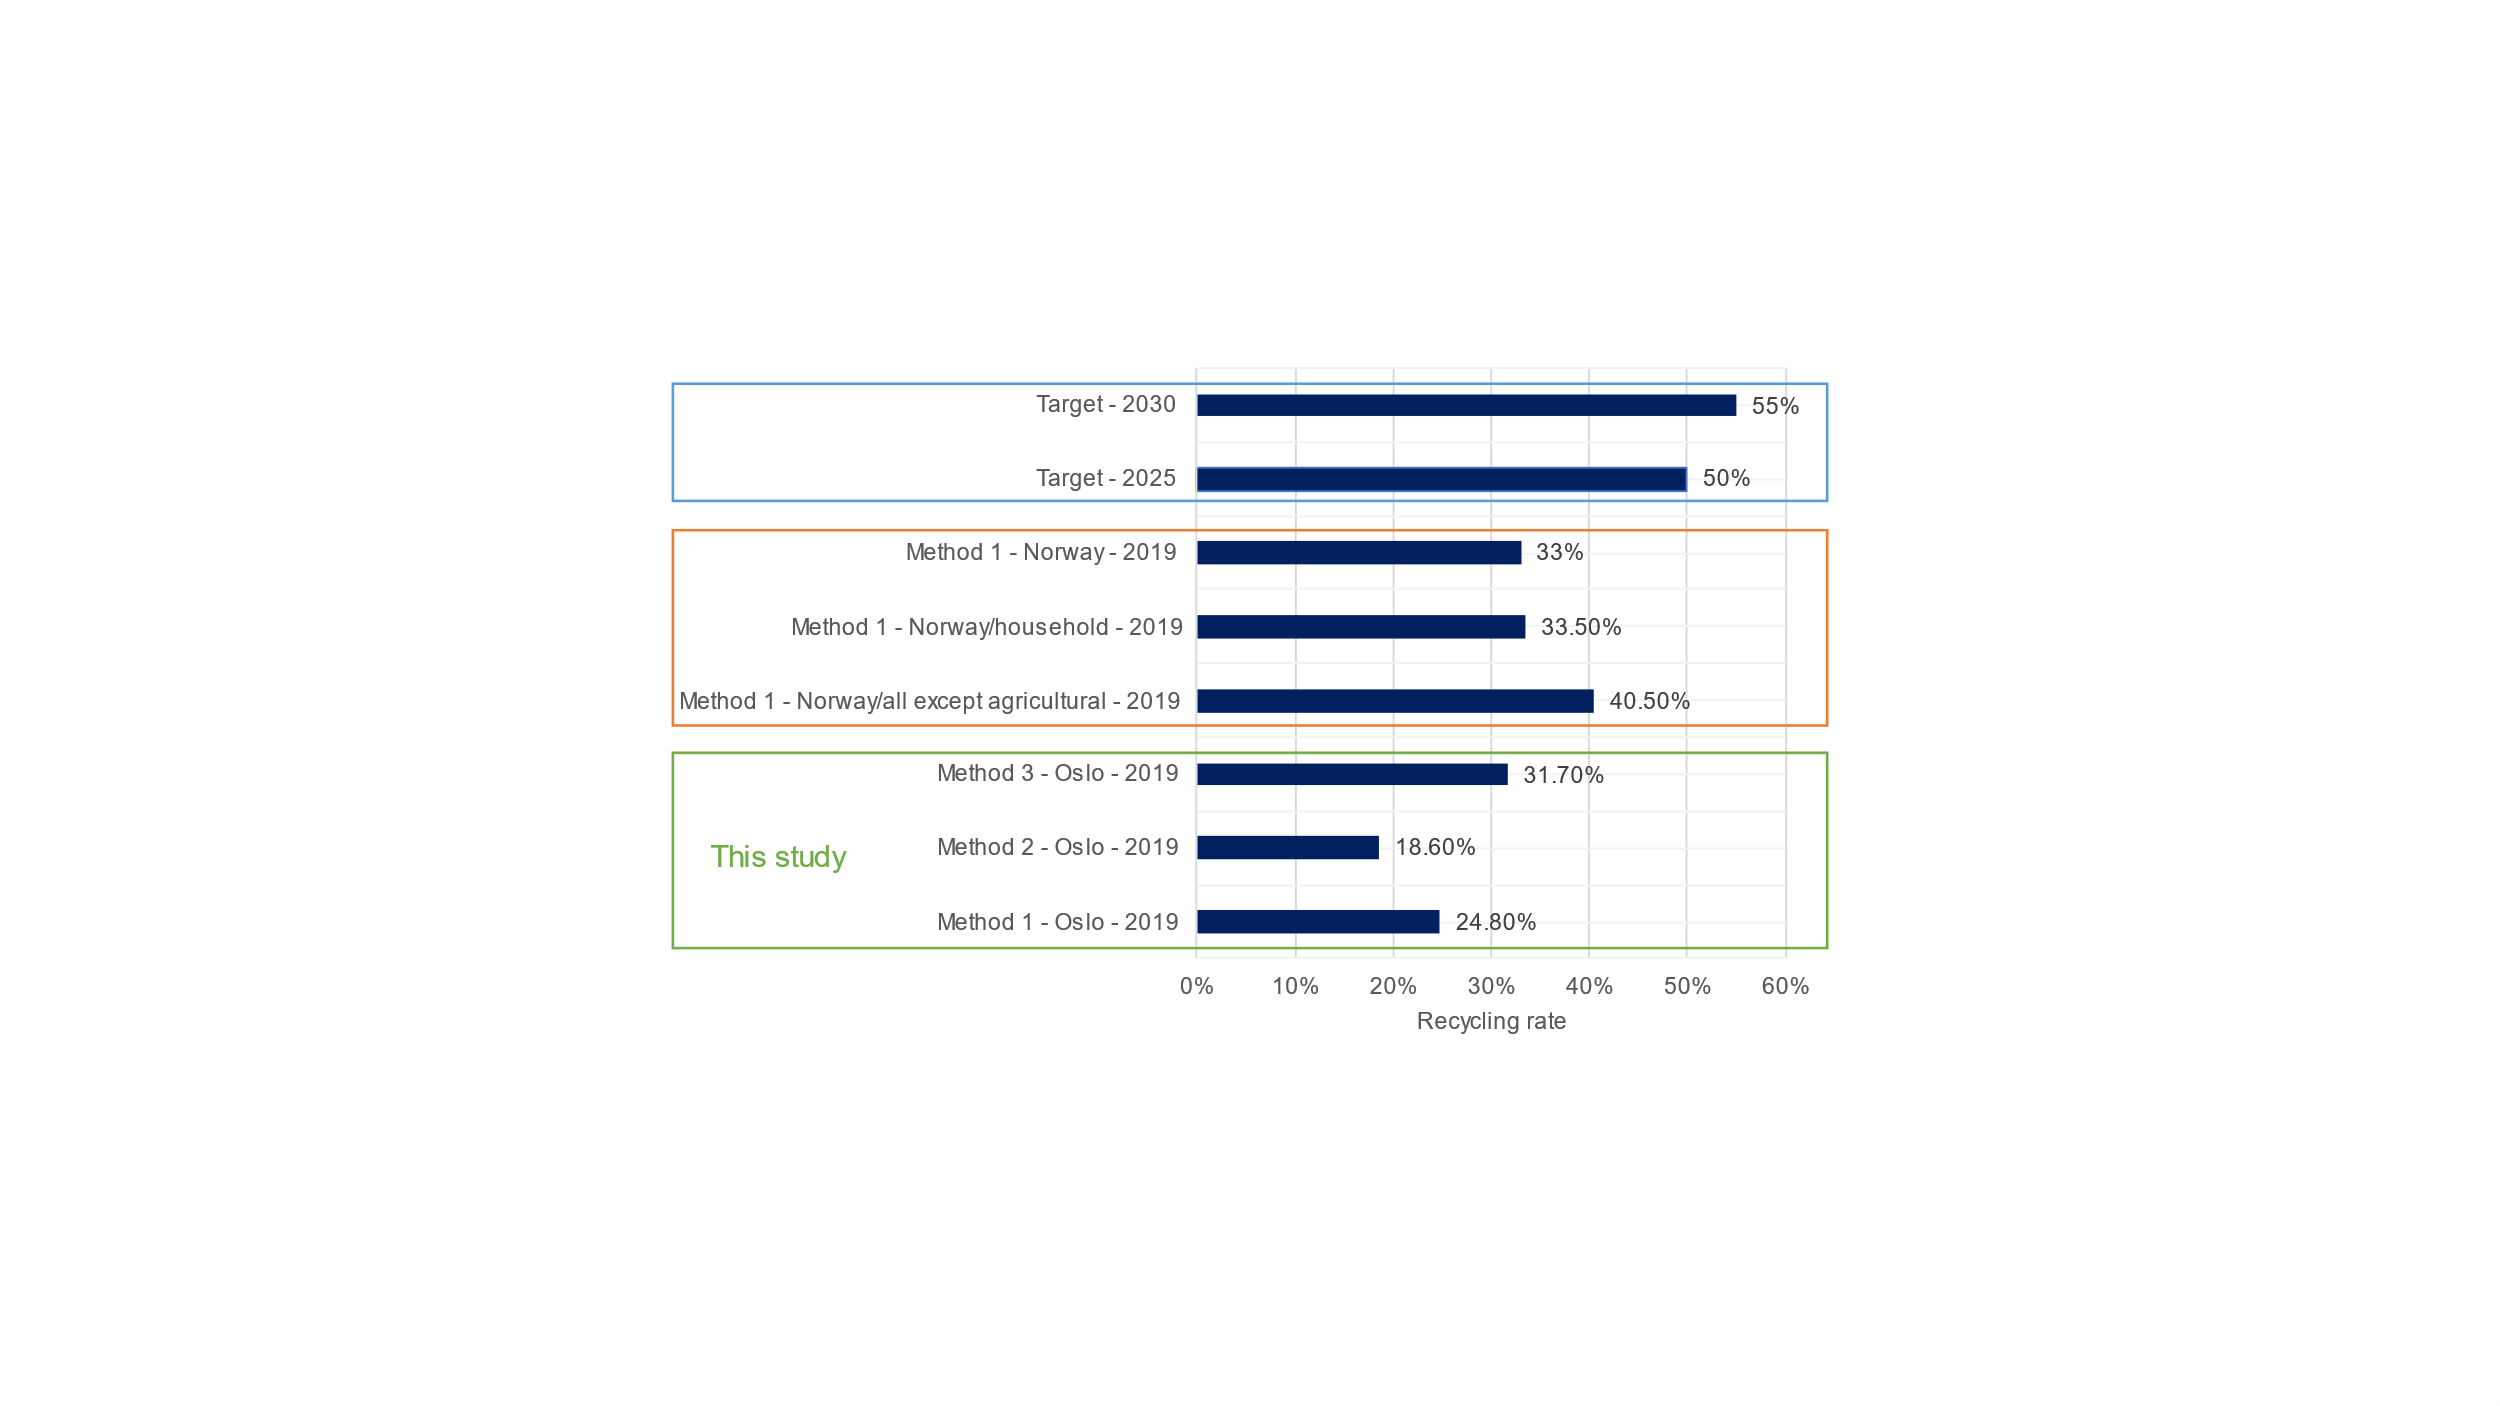 Target - 2030
55%
Target - 2025
50%
Method 1 - Norway - 2019
33%
Method 1 - Norway/household - 2019
33.50%
Method 1 - Norway/all except agricultural - 2019
40.50%
Method 3 - Oslo - 2019
31.70%
This study
Method 2 - Oslo - 2019
18.60%
Method 1 - Oslo - 2019
24.80%
0% 10% 20% 30% 40% 50% 60%
Recycling rate